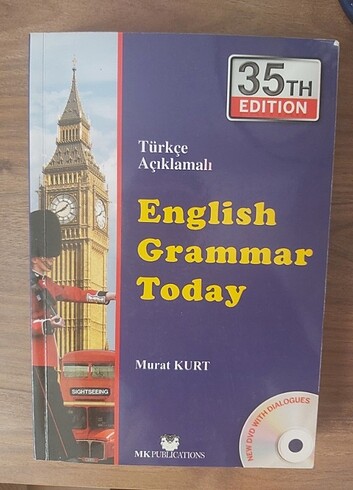 35TH
EDITION
Türkçe
Açıklamalı
English
Grammar
Today
Murat KURT
SIGHTSEEING
NEW DVD WITH DIALOGUES
MK PUBLICATIONS